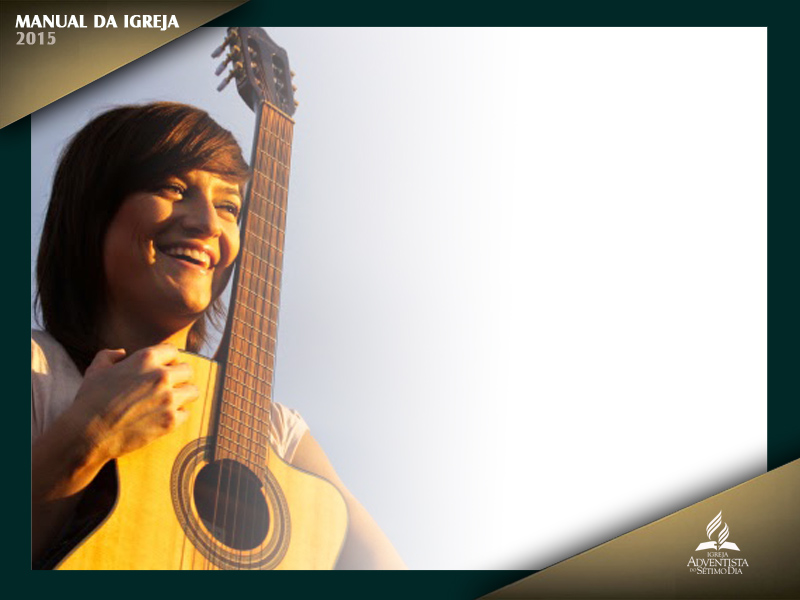 MANUAL DA IGREJA
2015
IGREJA
ADVENTISTA
DO SÉTIMO DIA